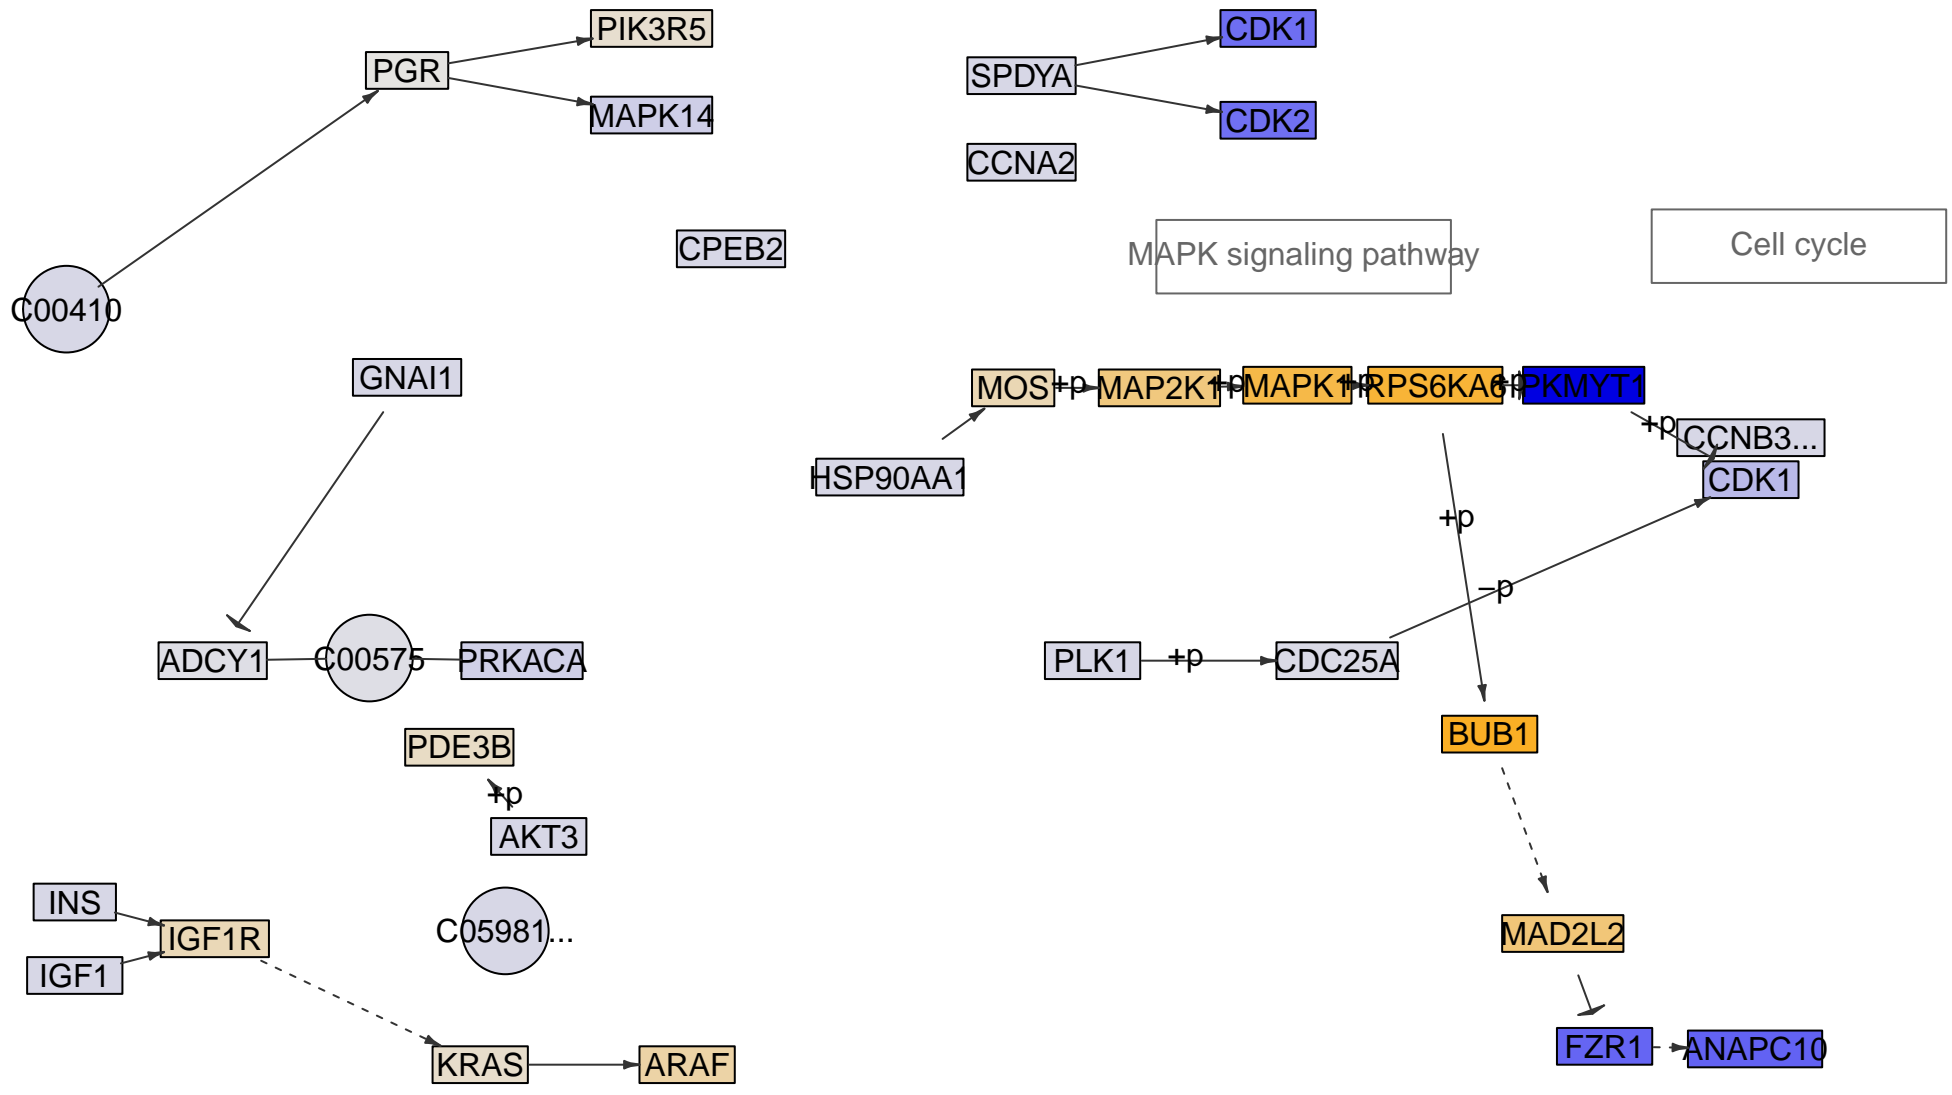 PIK3R5
CDK1
PGR
SPDYA
MAPK14
CDK2
CCNA2
CPEB2
MAPK signaling pathway
Cell cycle
C00410
GNAI1
MOS
+p
MAP2K1
+p
MAPK1
+p
RPS6KA6
+p
PKMYT1
+p
CCNB3...
HSP90AA1
CDK1
+p
–p
ADCY1
C00575
PRKACA
PLK1
+p
CDC25A
BUB1
PDE3B
+p
AKT3
INS
IGF1R
C05981...
MAD2L2
IGF1
FZR1
ANAPC10
KRAS
ARAF